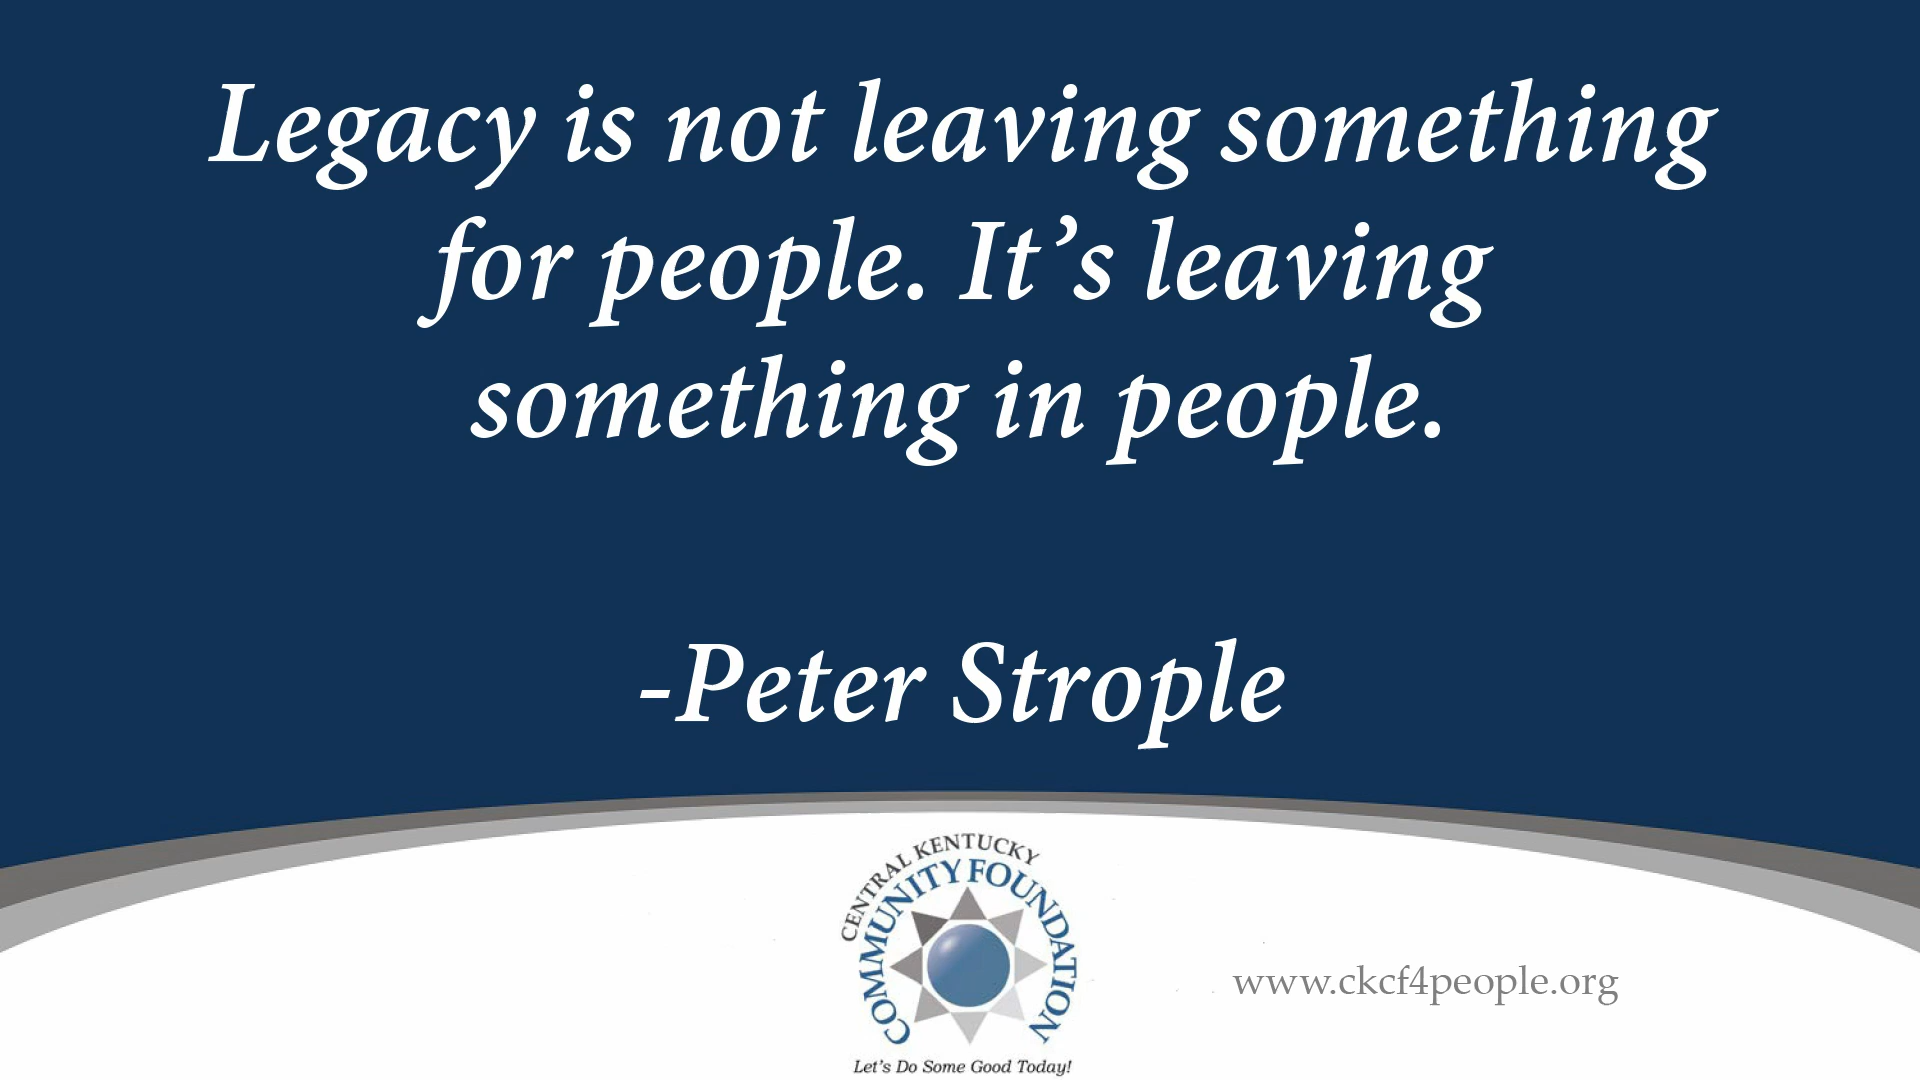 Legacy is not leaving something
for people. It’s leaving
something in people.
-Peter Strople
CENTRAL KENTUCKY
COMMUNITY FOUNDATION
www.ckcf4people.org
Let's Do Some Good Today!